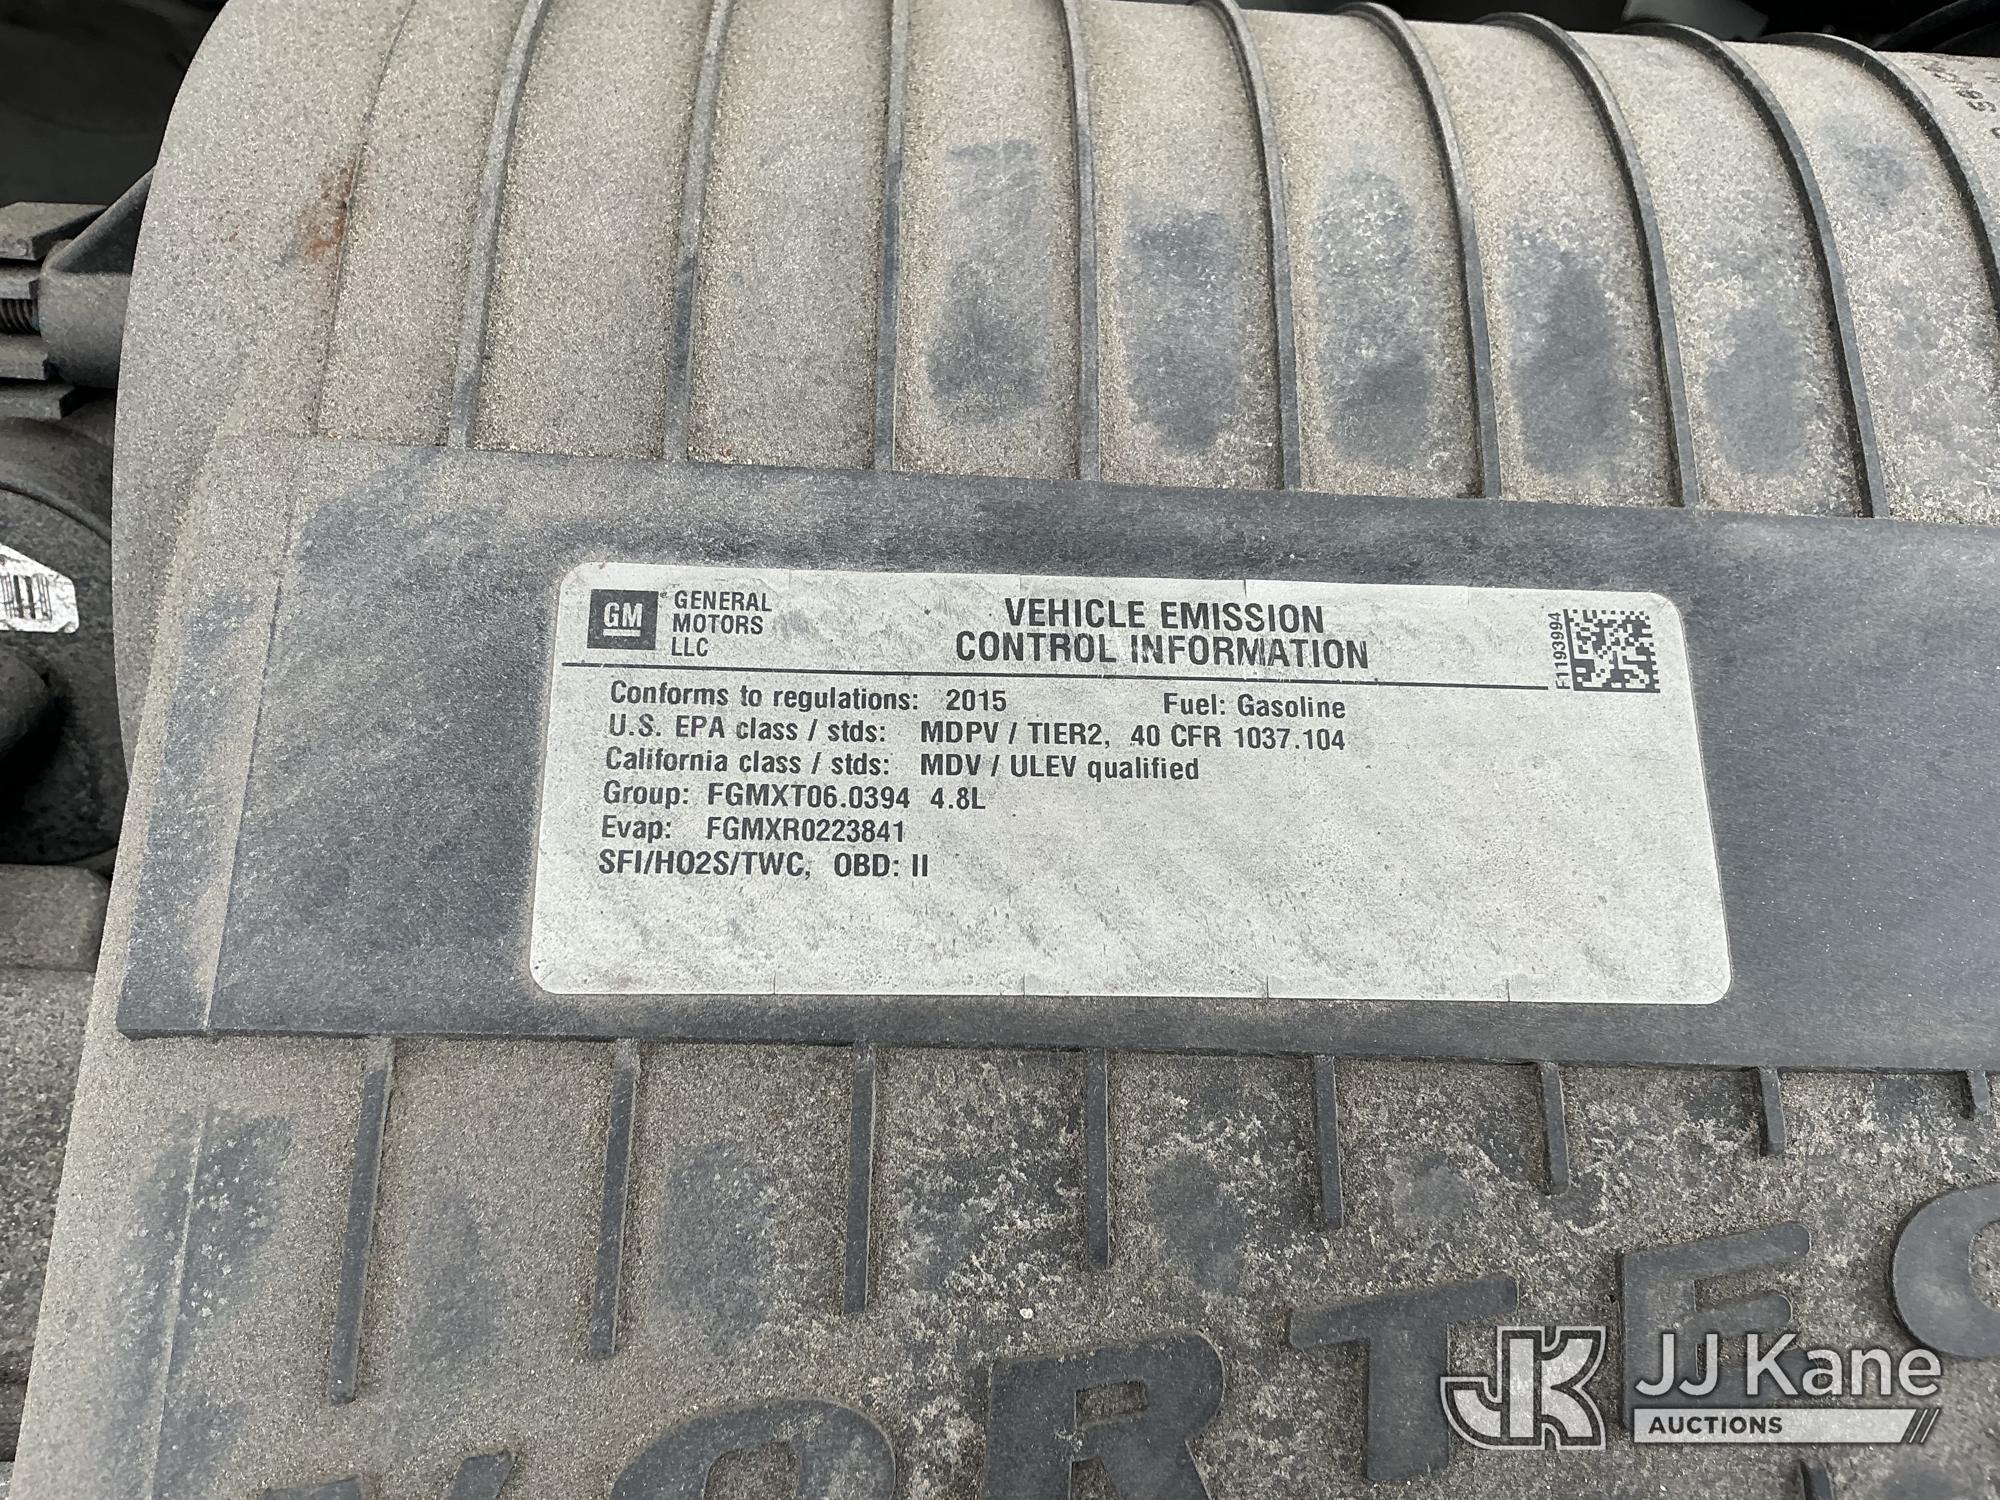 GM
GENERAL
MOTORS
LLC
VEHICLE EMISSION
CONTROL INFORMATION
F1193994
Conforms to regulations: 2015 Fuel: Gasoline
U.S. EPA class / stds: MDPV / TIER2, 40 CFR 1037.104
California class / stds: MDV / ULEV qualified
Group: FGMXT06.0394 4.8L
Evap: FGMXR0223841
SFI/HO2S/TWC, OBD: II
VORTEC
JK
JJ Kane
AUCTIONS